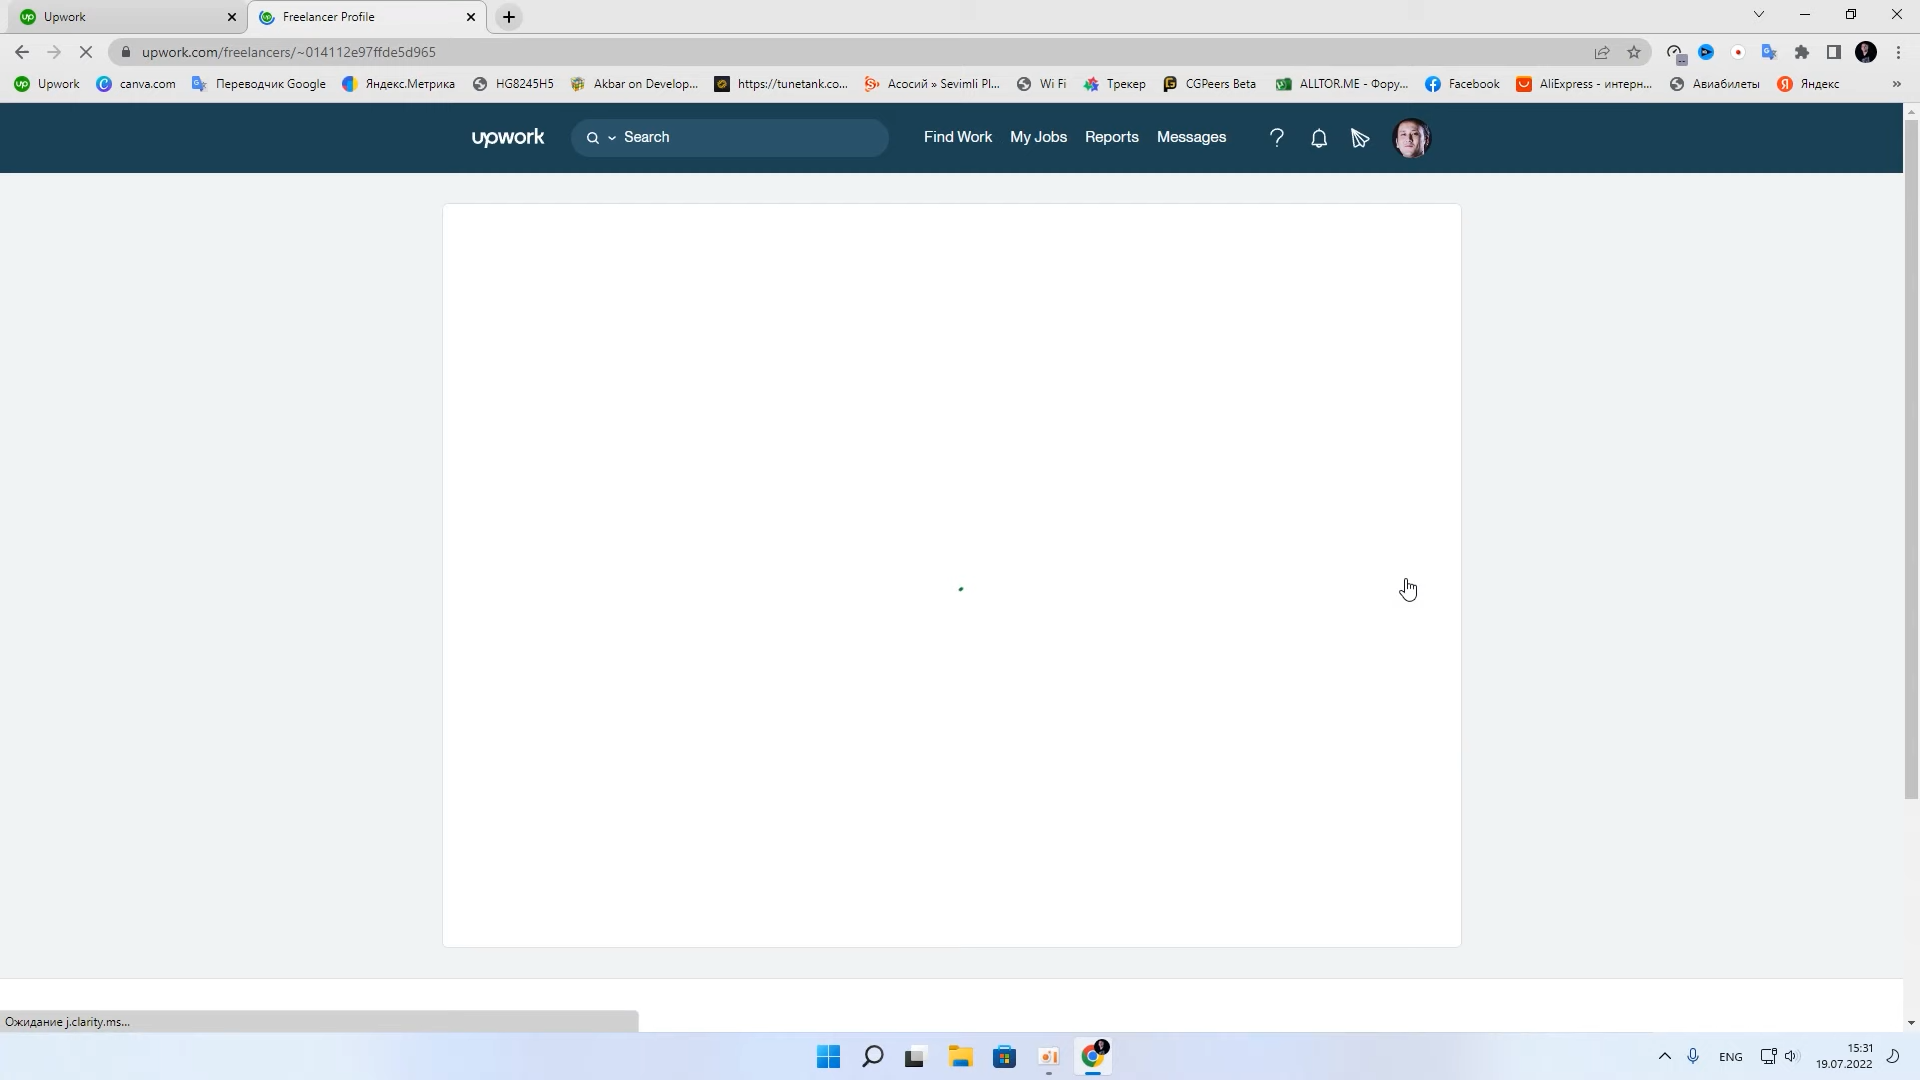 Upwork
Freelancer Profile
upwork.com/freelancers/~014112e97ffde5d965
Upwork
canva.com
Переводчик Google
Яндекс.Метрика
HG8245H5
Akbar on Develop...
https://tunetank.co...
Асосий » Sevimli Pl...
Wi Fi
Трекер
CGPeers Beta
ALLTOR.ME - Фору...
Facebook
AliExpress - интерн...
Авиабилеты
Яндекс
upwork
Search
Find Work
My Jobs
Reports
Messages
Ожидание j.clarity.ms...
ENG
15:31
19.07.2022